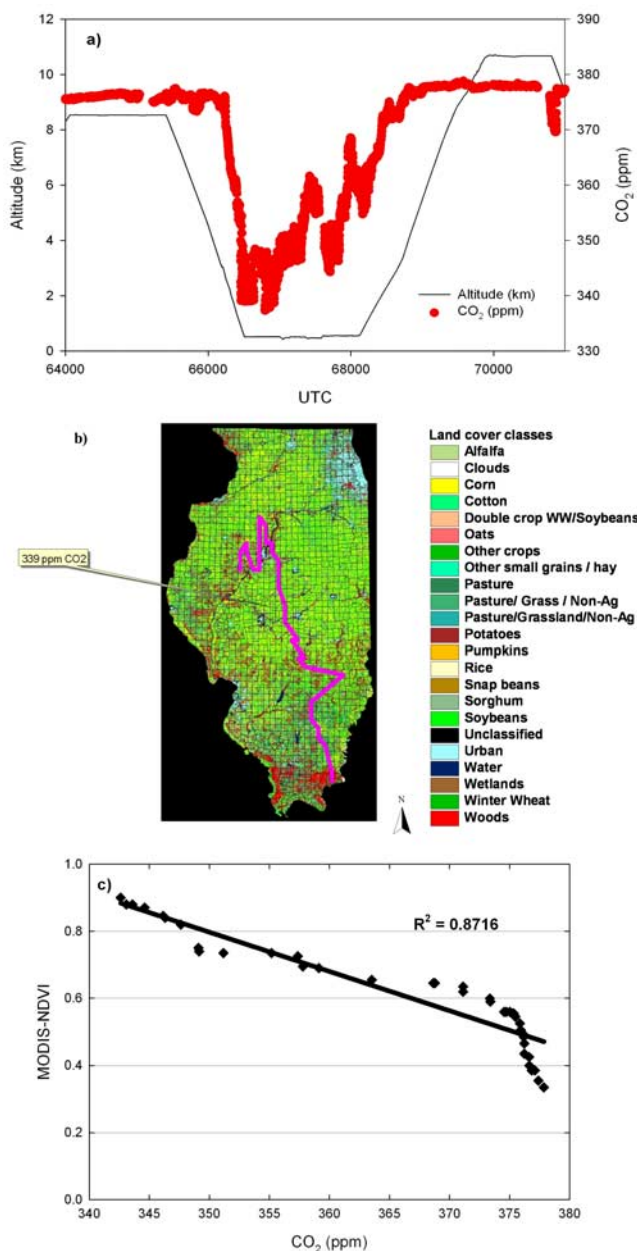 a)
12
10
8
6
4
2
0
Altitude (km)
390
380
370
360
350
340
330
CO2 (ppm)
Altitude (km)
CO2 (ppm)
64000 66000 68000 70000
UTC
b)
339 ppm CO2
N
Land cover classes
Alfalfa
Clouds
Corn
Cotton
Double crop WW/Soybeans
Oats
Other crops
Other small grains / hay
Pasture
Pasture/ Grass / Non-Ag
Pasture/Grassland/Non-Ag
Potatoes
Pumpkins
Rice
Snap beans
Sorghum
Soybeans
Unclassified
Urban
Water
Wetlands
Winter Wheat
Woods
c)
R2 = 0.8716
1.0
0.8
0.6
0.4
0.2
0.0
MODIS-NDVI
340 345 350 355 360 365 370 375 380
CO2 (ppm)